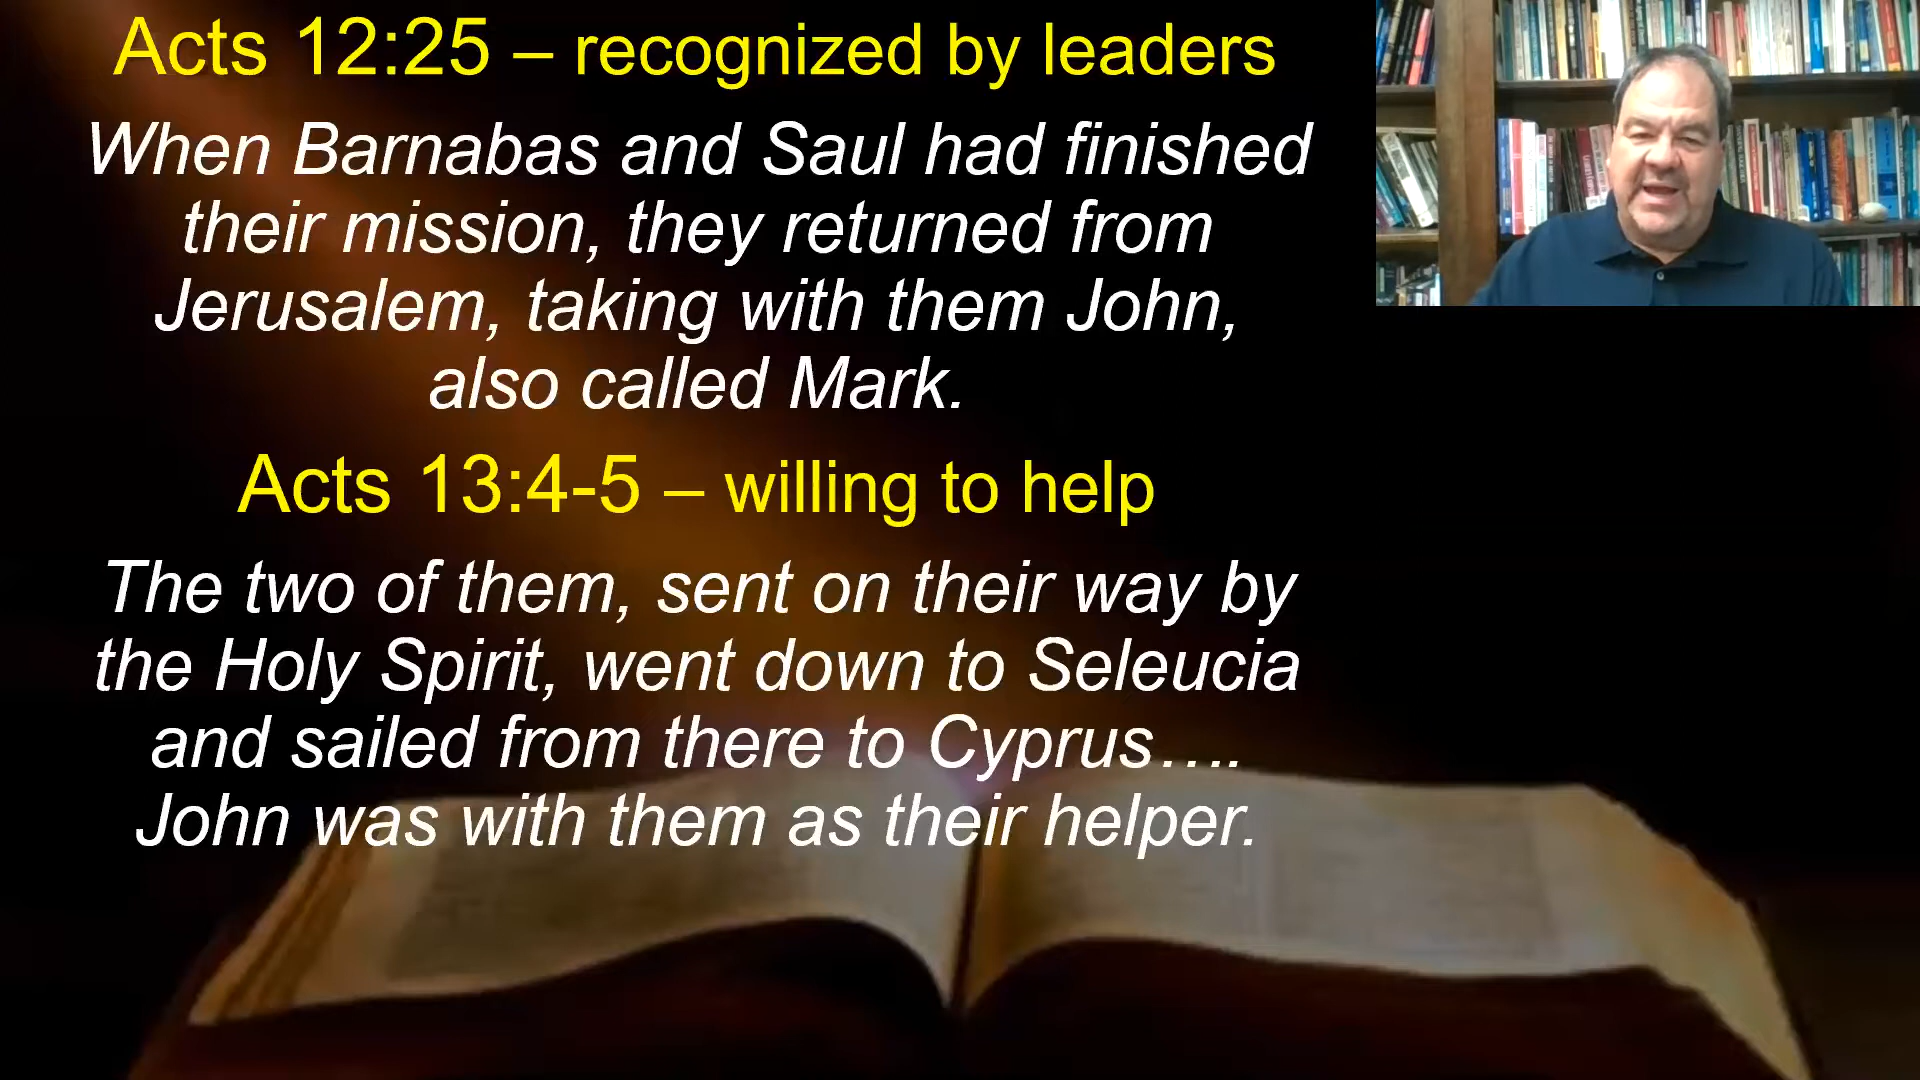 Acts 12:25 – recognized by leaders
When Barnabas and Saul had finished
their mission, they returned from
Jerusalem, taking with them John,
also called Mark.
Acts 13:4-5 – willing to help
The two of them, sent on their way by
the Holy Spirit, went down to Seleucia
and sailed from there to Cyprus….
John was with them as their helper.